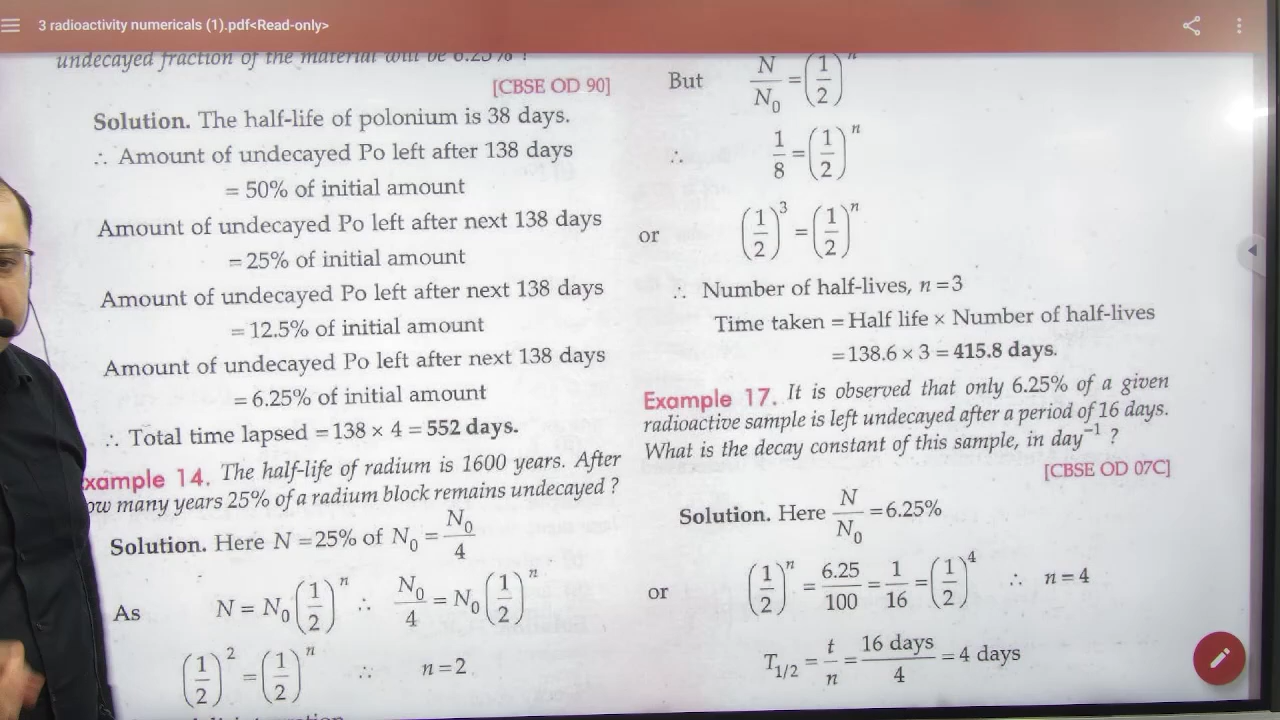 3 radioactivity numericals (1).pdf<Read-only>
undecayed fraction of the material will be 6.25% ?
[CBSE OD 90]
Solution. The half-life of polonium is 38 days.
∴ Amount of undecayed Po left after 138 days
= 50% of initial amount
Amount of undecayed Po left after next 138 days
= 25% of initial amount
Amount of undecayed Po left after next 138 days
= 12.5% of initial amount
Amount of undecayed Po left after next 138 days
= 6.25% of initial amount
∴ Total time lapsed = 138 × 4 = 552 days.
xample 14. The half-life of radium is 1600 years. After
ow many years 25% of a radium block remains undecayed ?
Solution. Here N = 25% of N₀ = N₀/4
As N = N₀ (1/2)ⁿ ∴ N₀/4 = N₀ (1/2)ⁿ
(1/2)² = (1/2)ⁿ ∴ n = 2
But N/N₀ = (1/2)ⁿ
∴ 1/8 = (1/2)ⁿ
or (1/2)³ = (1/2)ⁿ
∴ Number of half-lives, n = 3
Time taken = Half life × Number of half-lives
= 138.6 × 3 = 415.8 days.
Example 17. It is observed that only 6.25% of a given
radioactive sample is left undecayed after a period of 16 days.
What is the decay constant of this sample, in day⁻¹ ?
[CBSE OD 07C]
Solution. Here N/N₀ = 6.25%
or (1/2)ⁿ = 6.25/100 = 1/16 = (1/2)⁴ ∴ n = 4
T₁/₂ = t/n = 16 days/4 = 4 days